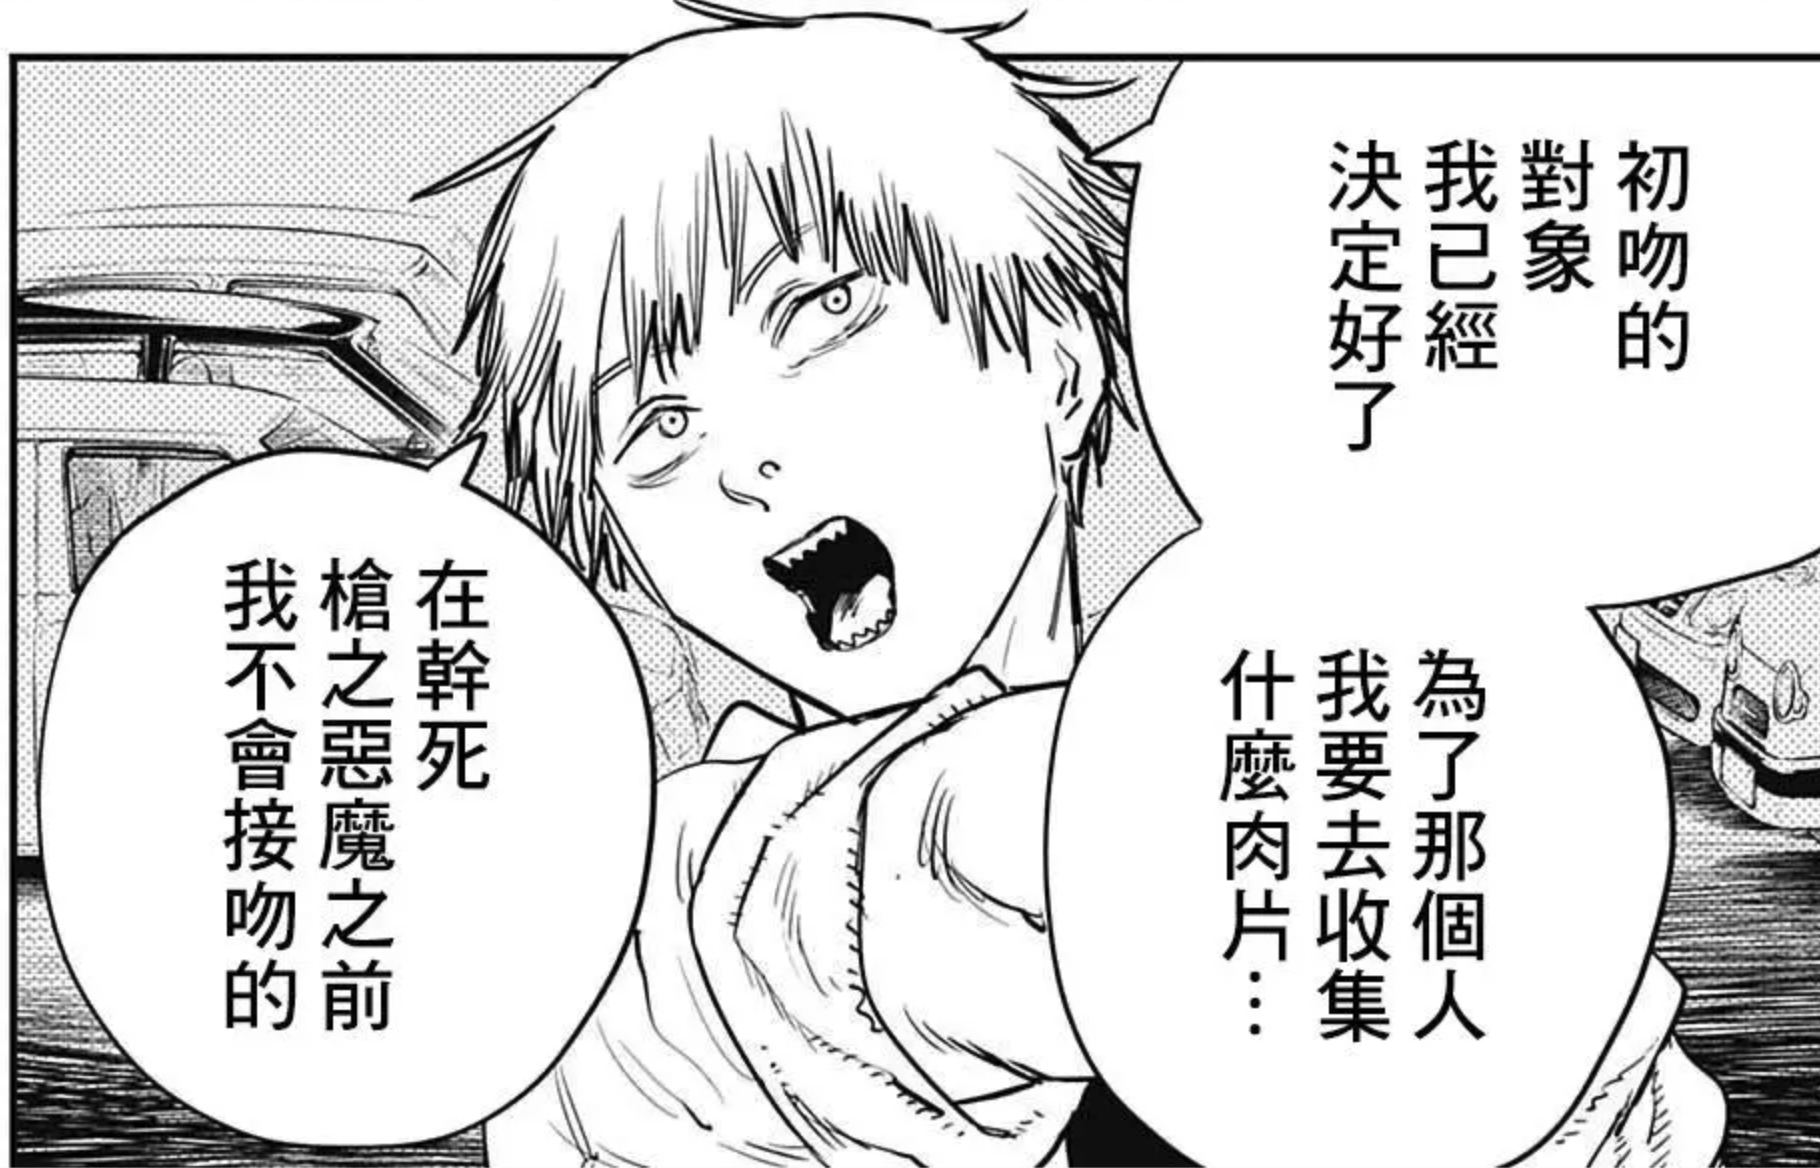 初吻的
對象
我已經
決定好了
為了那個人
我要去收集
什麼肉片…
在幹死
槍之惡魔之前
我不會接吻的